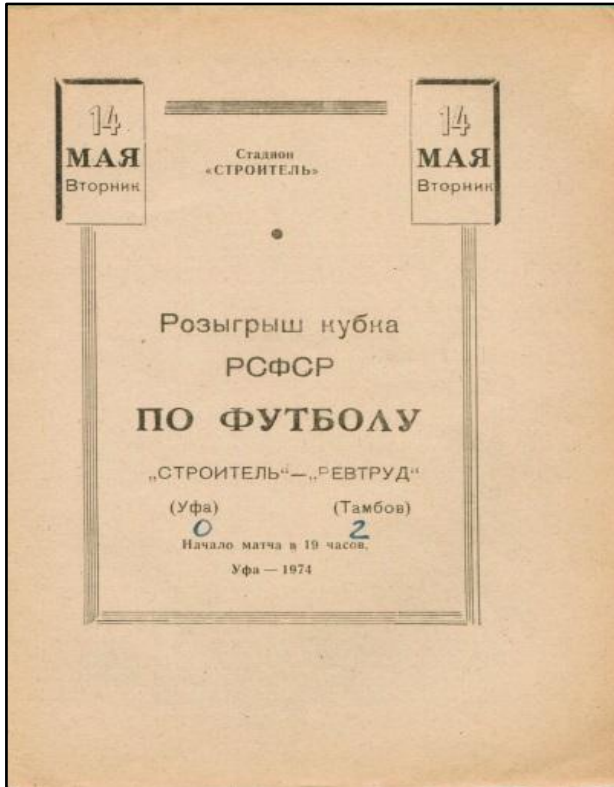 14
МАЯ
Вторник
Стадион
«СТРОИТЕЛЬ»
14
МАЯ
Вторник
Розыгрыш кубка
РСФСР
ПО ФУТБОЛУ
„СТРОИТЕЛЬ“—„РЕВТРУД“
(Уфа) (Тамбов)
0 2
Начало матча в 19 часов.
Уфа — 1974